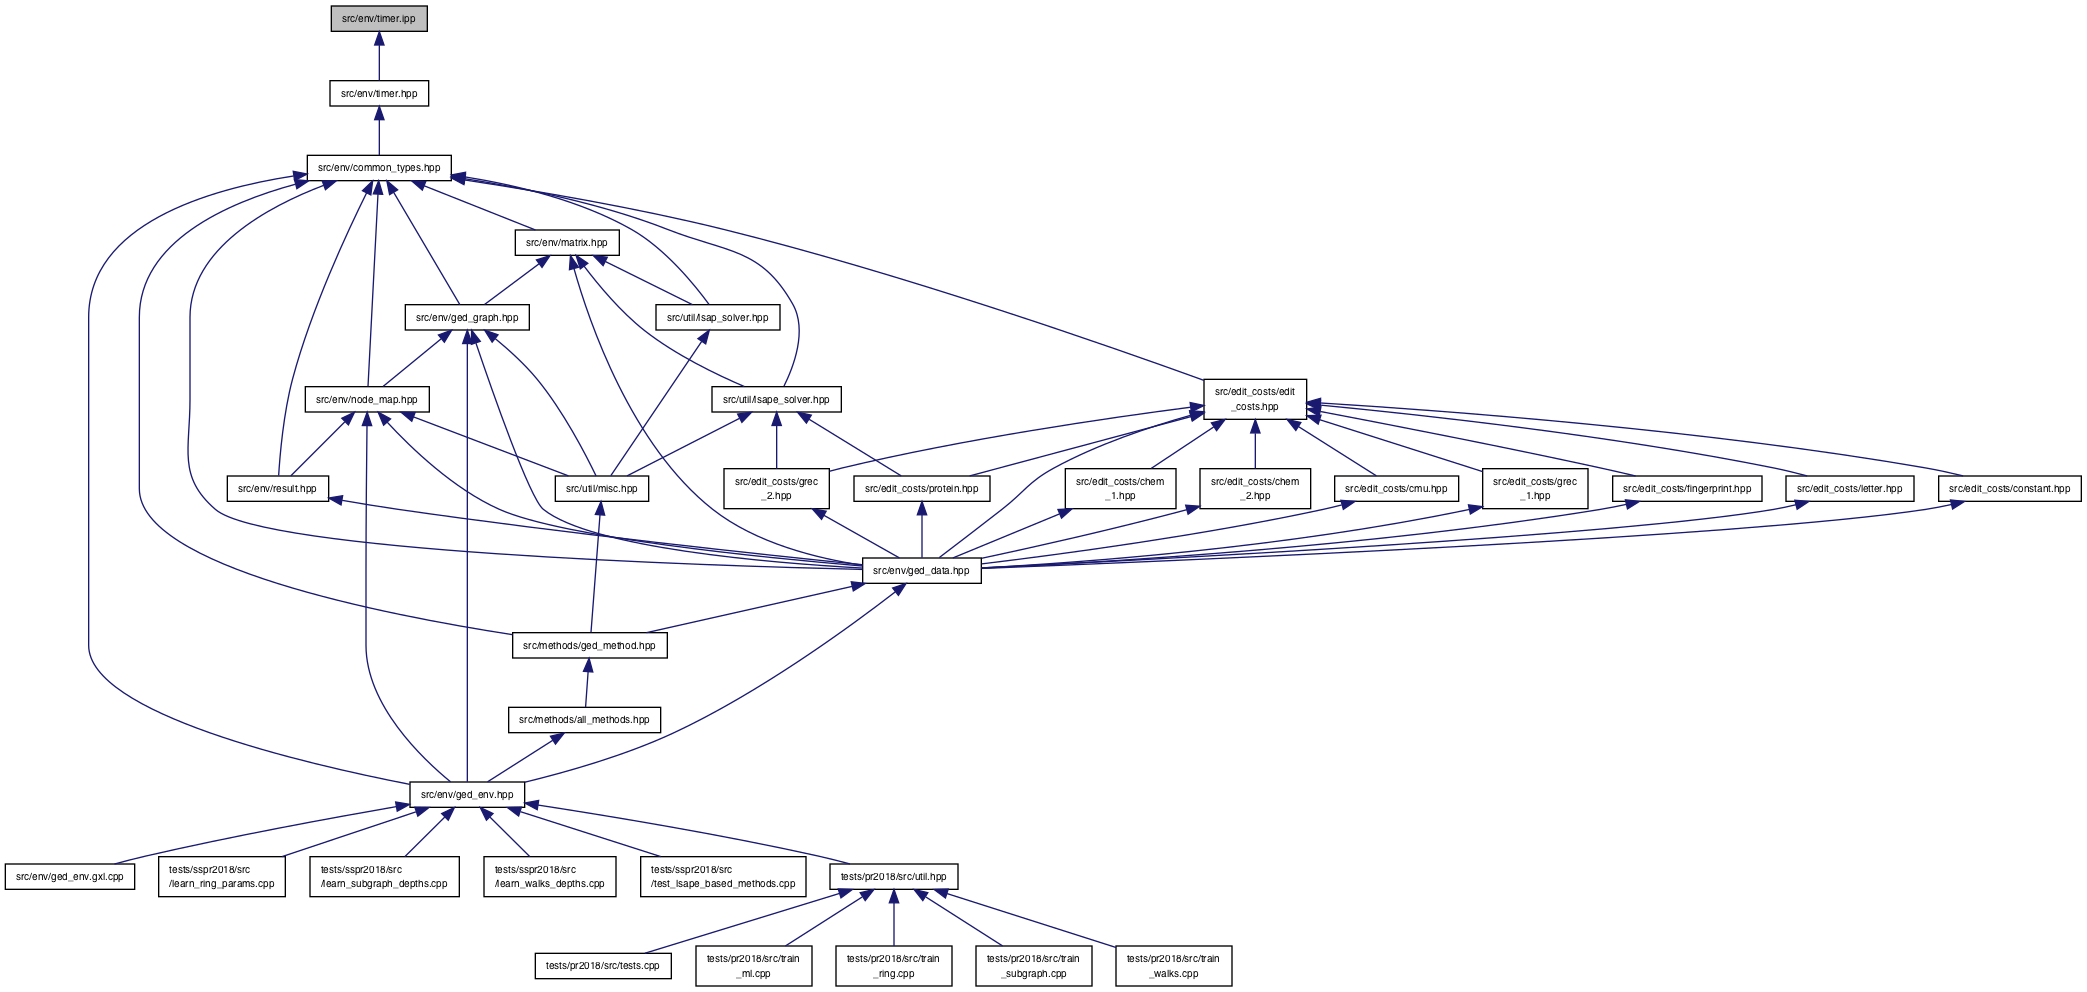 src/env/timer.ipp
src/env/timer.hpp
src/env/common_types.hpp
src/env/matrix.hpp
src/env/ged_graph.hpp
src/util/lsap_solver.hpp
src/env/node_map.hpp
src/util/lsape_solver.hpp
src/edit_costs/edit
_costs.hpp
src/env/result.hpp
src/util/misc.hpp
src/edit_costs/grec
_2.hpp
src/edit_costs/protein.hpp
src/edit_costs/chem
_1.hpp
src/edit_costs/chem
_2.hpp
src/edit_costs/cmu.hpp
src/edit_costs/grec
_1.hpp
src/edit_costs/fingerprint.hpp
src/edit_costs/letter.hpp
src/edit_costs/constant.hpp
src/env/ged_data.hpp
src/methods/ged_method.hpp
src/methods/all_methods.hpp
src/env/ged_env.hpp
src/env/ged_env.gxl.cpp
tests/sspr2018/src
/learn_ring_params.cpp
tests/sspr2018/src
/learn_subgraph_depths.cpp
tests/sspr2018/src
/learn_walks_depths.cpp
tests/sspr2018/src
/test_lsape_based_methods.cpp
tests/pr2018/src/util.hpp
tests/pr2018/src/tests.cpp
tests/pr2018/src/train
_ml.cpp
tests/pr2018/src/train
_ring.cpp
tests/pr2018/src/train
_subgraph.cpp
tests/pr2018/src/train
_walks.cpp